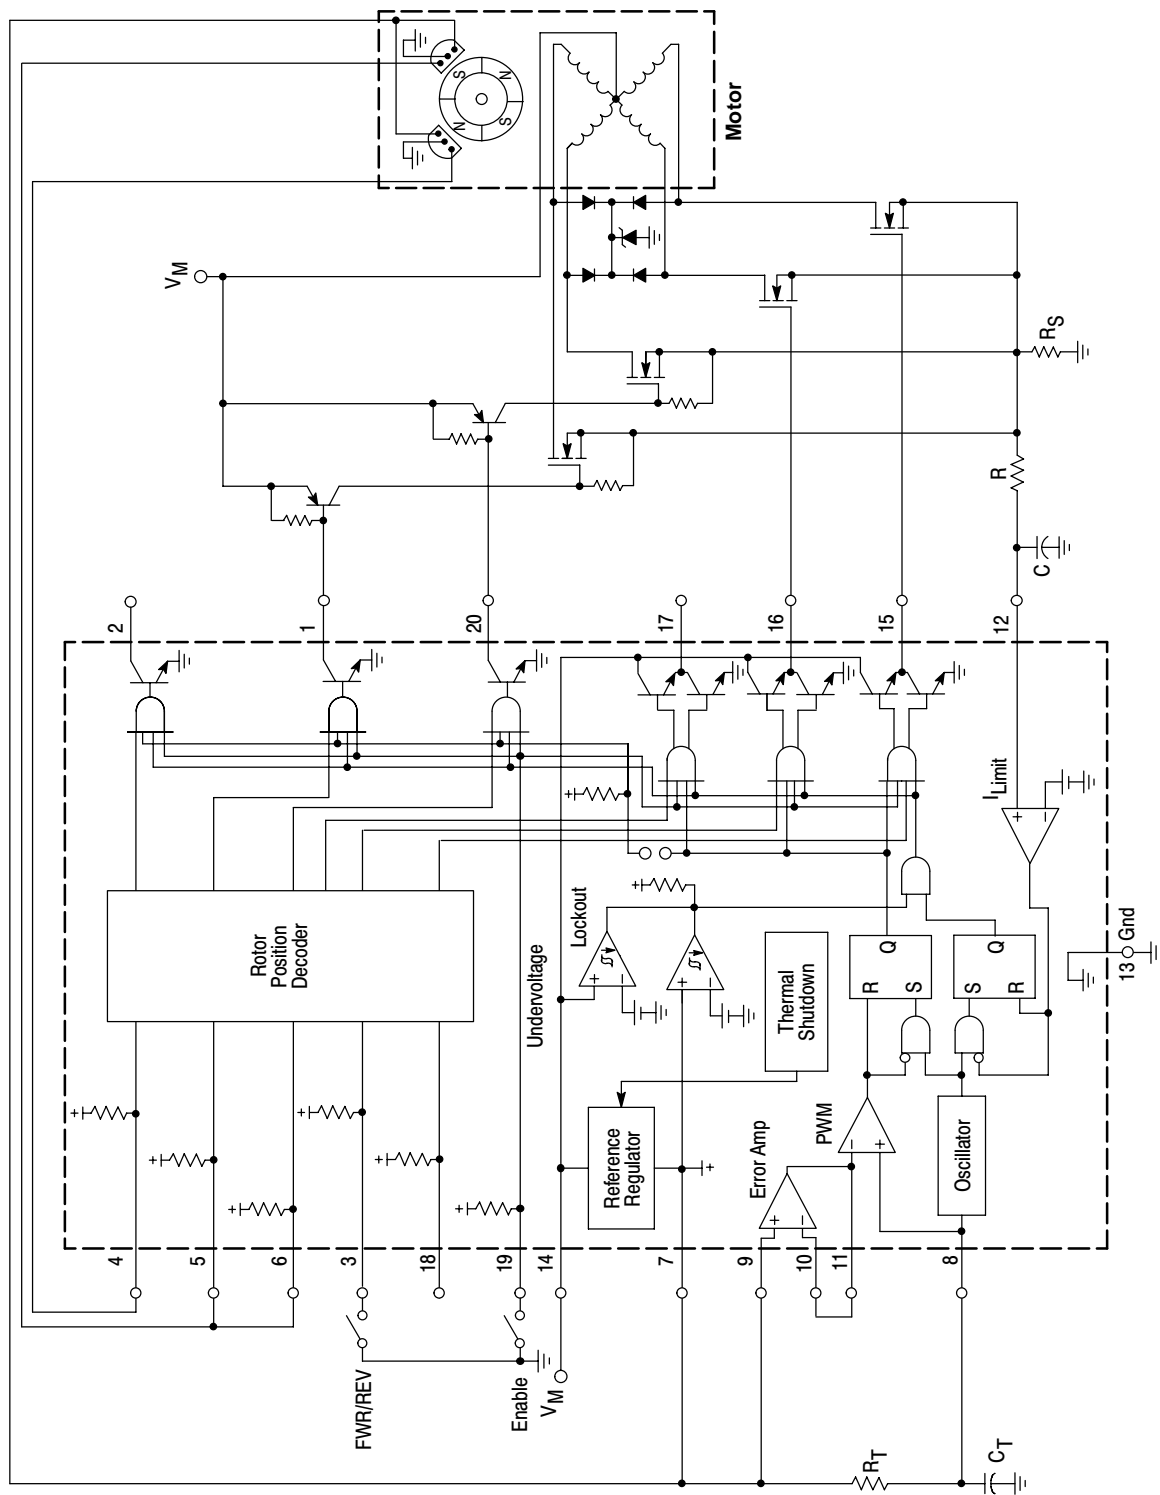 Motor
N
S
S
N
V_M
R_S
R
C
2
1
20
17
16
15
12
I_Limit
Rotor
Position
Decoder
Undervoltage
Lockout
Thermal
Shutdown
Reference
Regulator
Error Amp
PWM
Oscillator
R
S
Q
S
R
Q
13
Gnd
4
5
6
3
18
19
14
7
9
10
11
8
FWR/REV
Enable
V_M
R_T
C_T